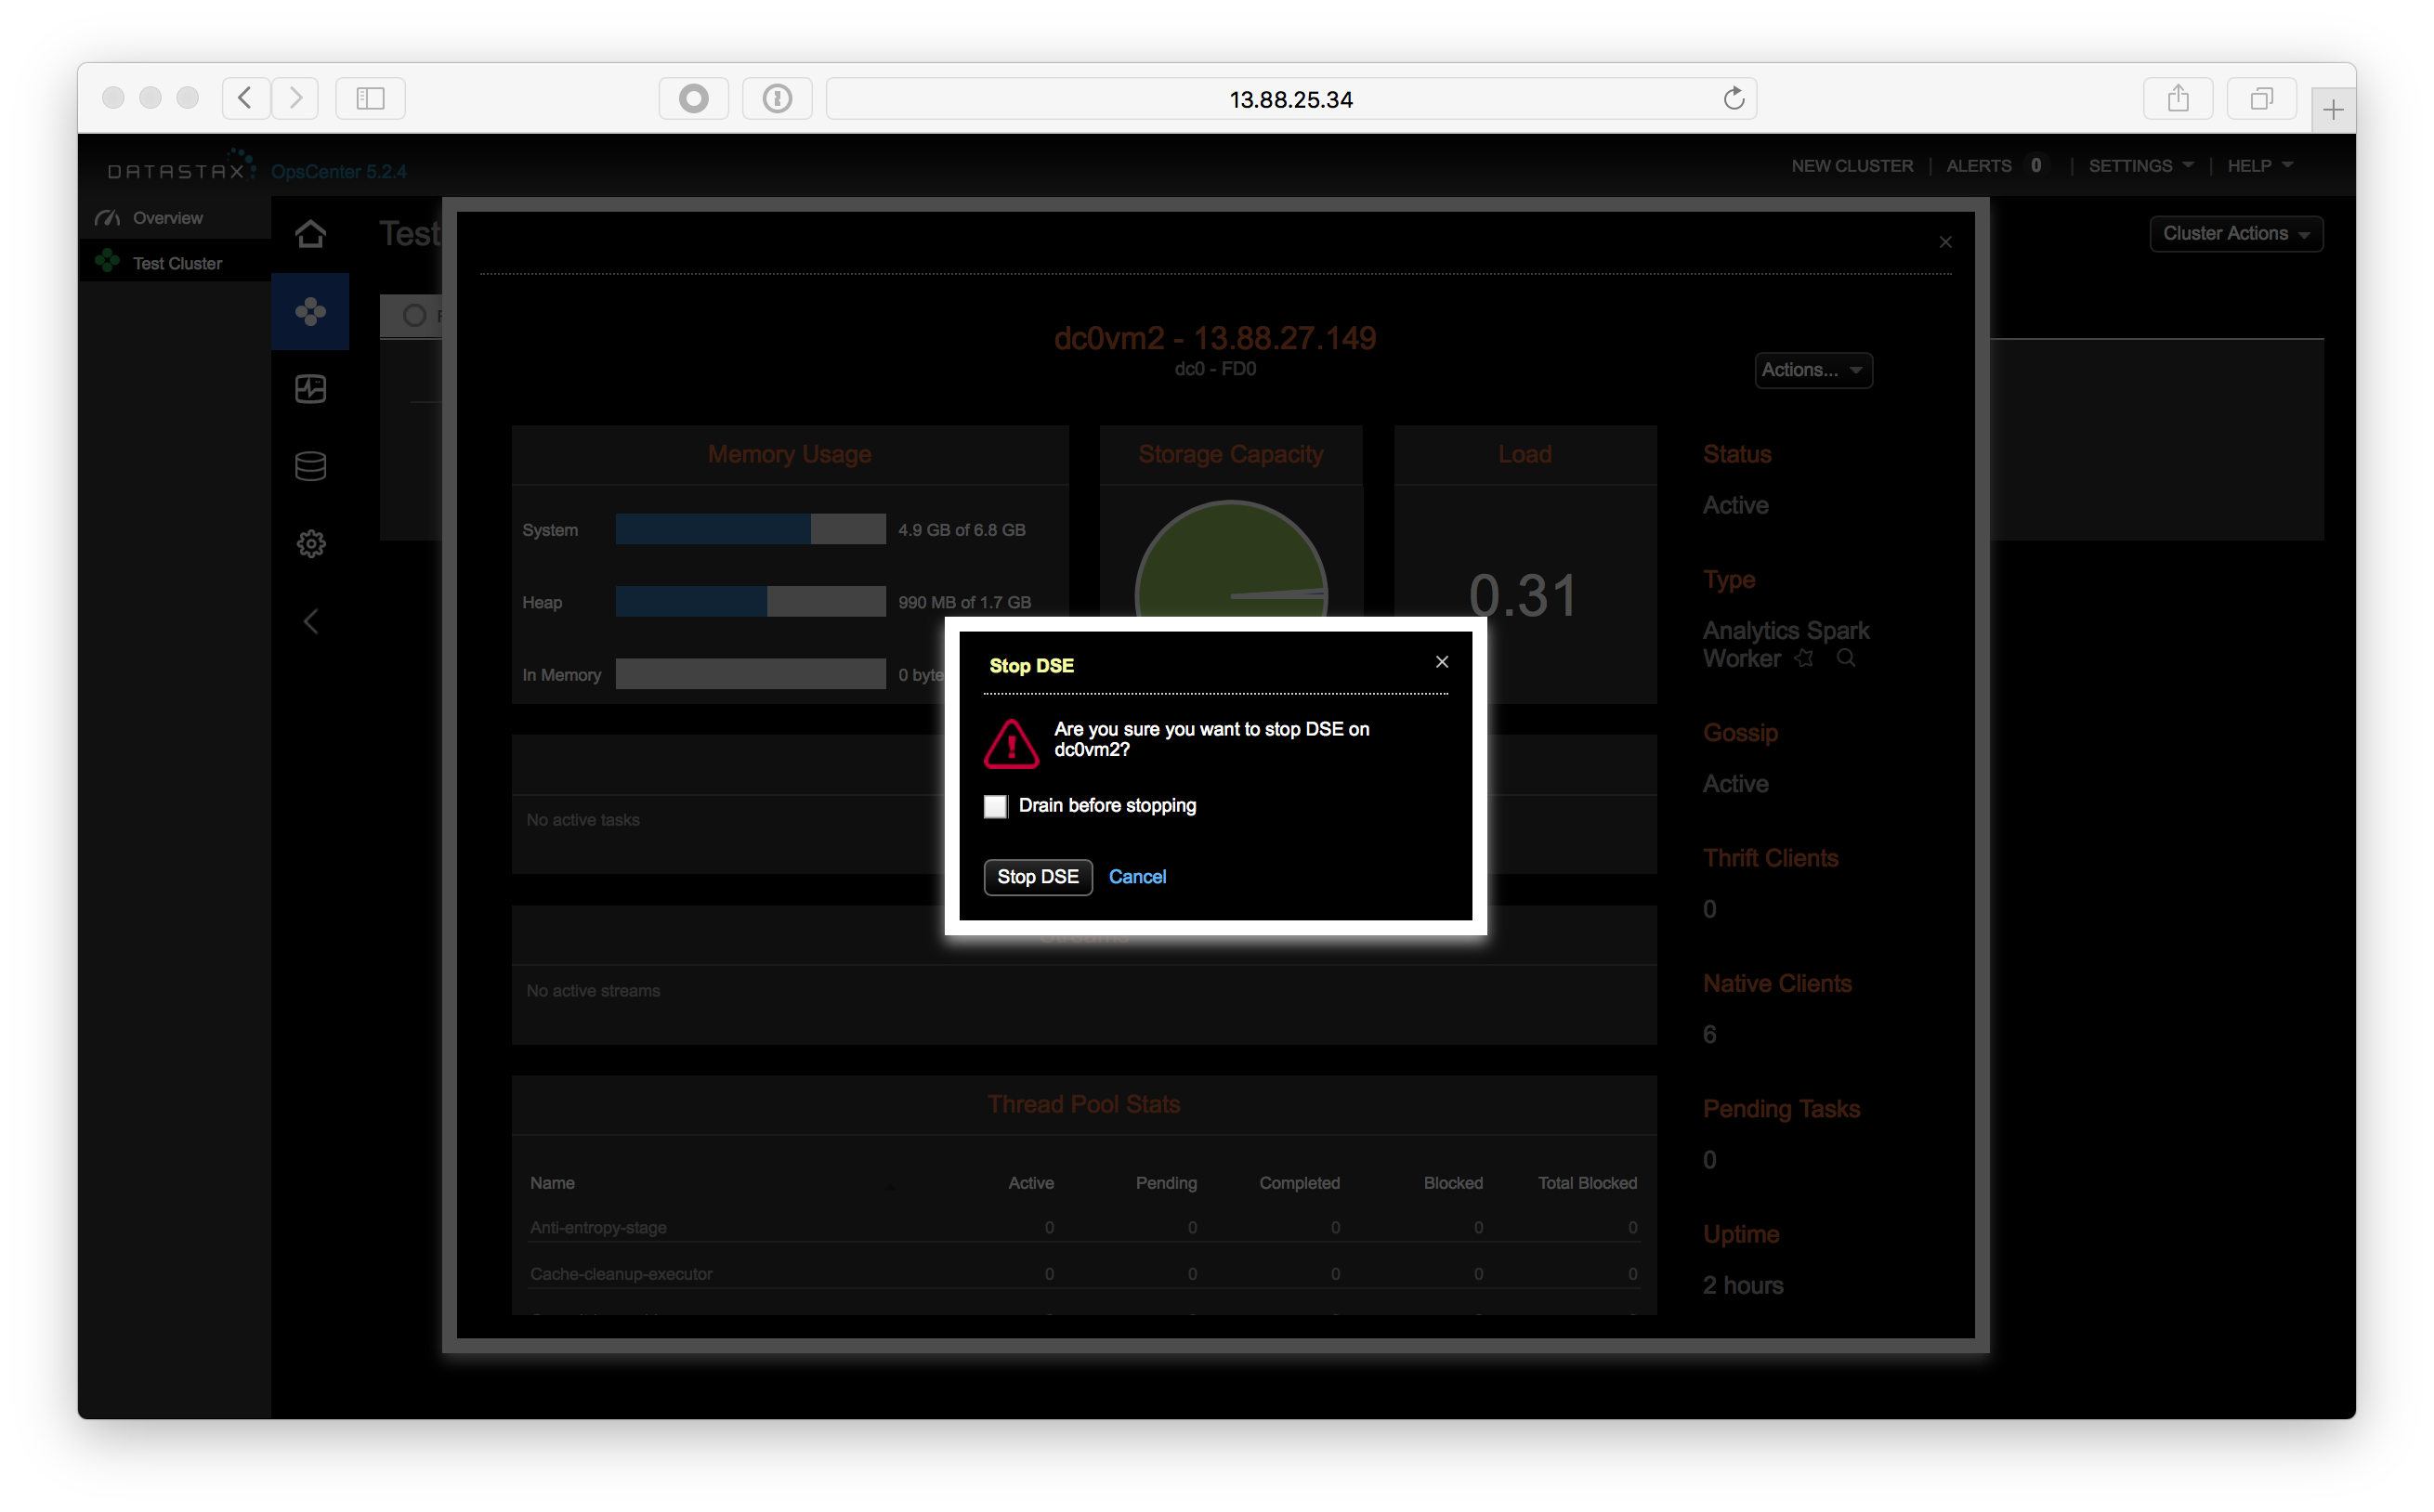 13.88.25.34
DATASTAX OpsCenter 5.2.4
NEW CLUSTER | ALERTS 0 | SETTINGS | HELP
Overview
Test Cluster
Test
Cluster Actions
dc0vm2 - 13.88.27.149
dc0 - FD0
Actions...
Memory Usage
System 4.9 GB of 6.8 GB
Heap 990 MB of 1.7 GB
In Memory 0 byte
Storage Capacity
Load
0.31
Status
Active
Type
Analytics Spark
Worker
Gossip
Active
Thrift Clients
0
Native Clients
6
Pending Tasks
0
Uptime
2 hours
Stop DSE
Are you sure you want to stop DSE on
dc0vm2?
Drain before stopping
Stop DSE Cancel
No active tasks
Streams
No active streams
Thread Pool Stats
Name Active Pending Completed Blocked Total Blocked
Anti-entropy-stage 0 0 0 0 0
Cache-cleanup-executor 0 0 0 0 0